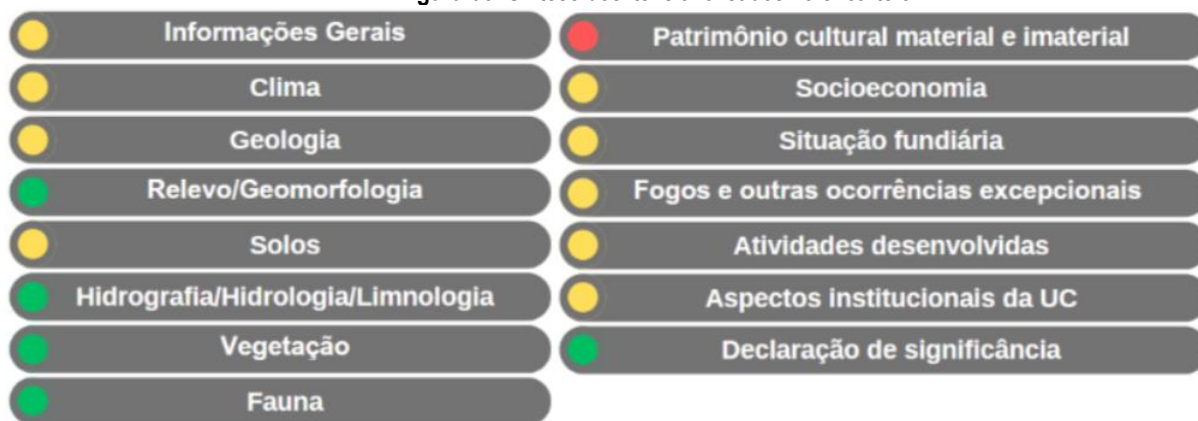 Informações Gerais
Clima
Geologia
Relevo/Geomorfologia
Solos
Hidrografia/Hidrologia/Limnologia
Vegetação
Fauna
Patrimônio cultural material e imaterial
Socioeconomia
Situação fundiária
Fogos e outras ocorrências excepcionais
Atividades desenvolvidas
Aspectos institucionais da UC
Declaração de significância